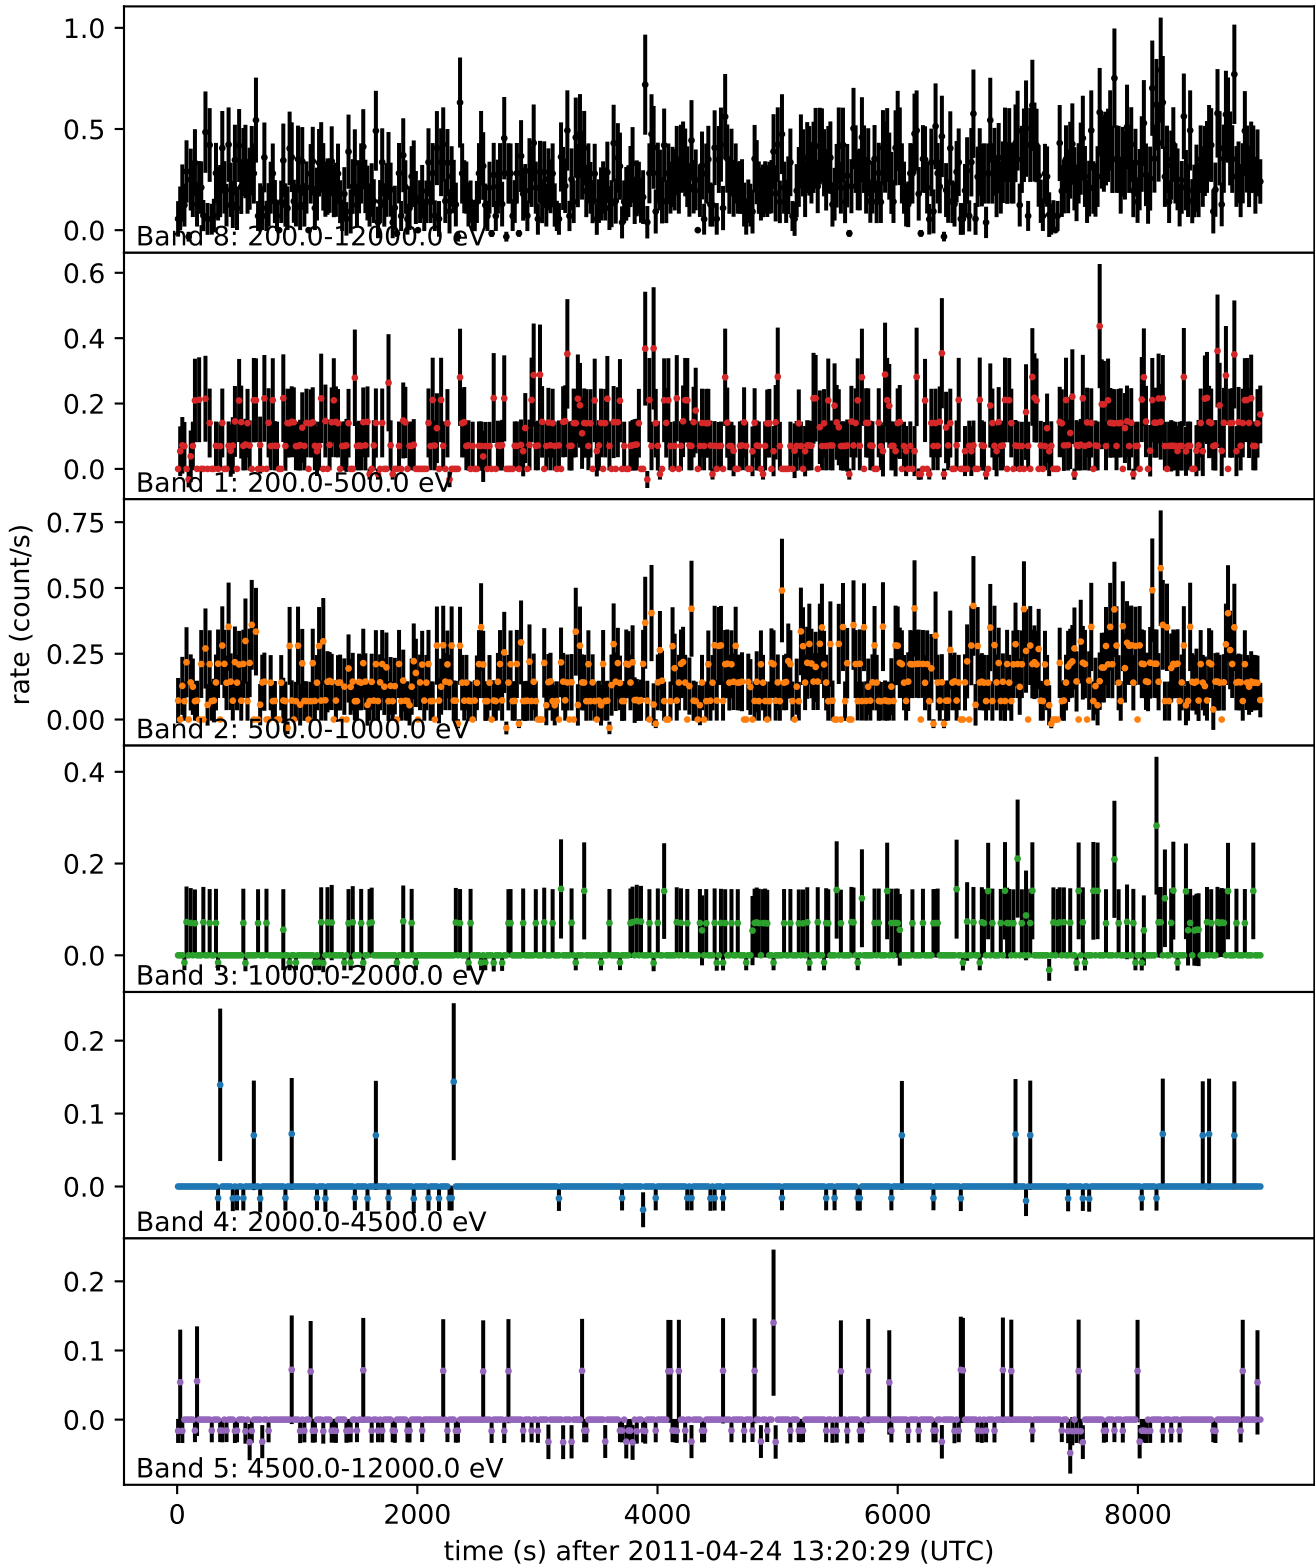 1.0
0.5
0.0
Band 8: 200.0-12000.0 eV
0.6
0.4
0.2
0.0
Band 1: 200.0-500.0 eV
0.75
0.50
0.25
0.00
Band 2: 500.0-1000.0 eV
rate (count/s)
0.4
0.2
0.0
Band 3: 1000.0-2000.0 eV
0.2
0.1
0.0
Band 4: 2000.0-4500.0 eV
0.2
0.1
0.0
Band 5: 4500.0-12000.0 eV
0 2000 4000 6000 8000
time (s) after 2011-04-24 13:20:29 (UTC)